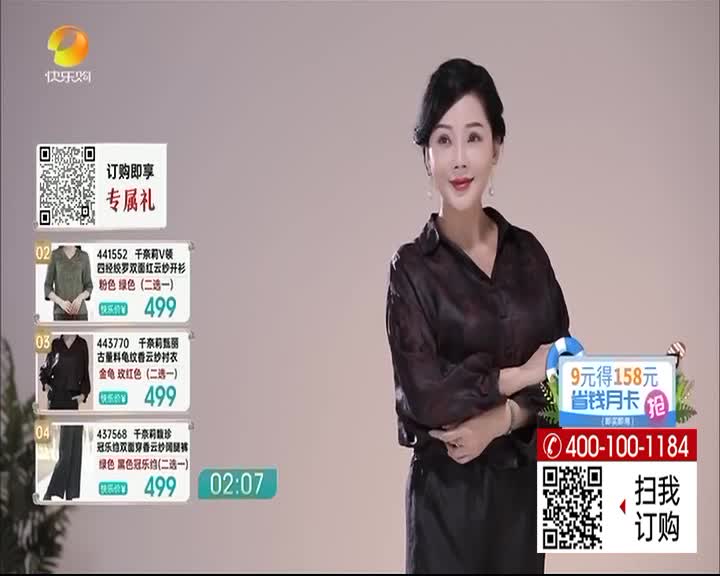 快乐购
订购即享
专属礼
02
441552 千奈莉V领
四经绞罗双面红云纱开衫
粉色 绿色（二选一）
快乐价¥ 499
03
443770 千奈莉甄丽
古董料龟纹香云纱衬衣
金龟 玫红色（二选一）
快乐价¥ 499
04
437568 千奈莉馥珍
冠乐绉双面穿香云纱阔腿裤
绿色 黑色冠乐绉(二选一)
快乐价¥ 499
02:07
9元得158元
省钱月卡
抢
(即买即用)
400-100-1184
扫我
订购